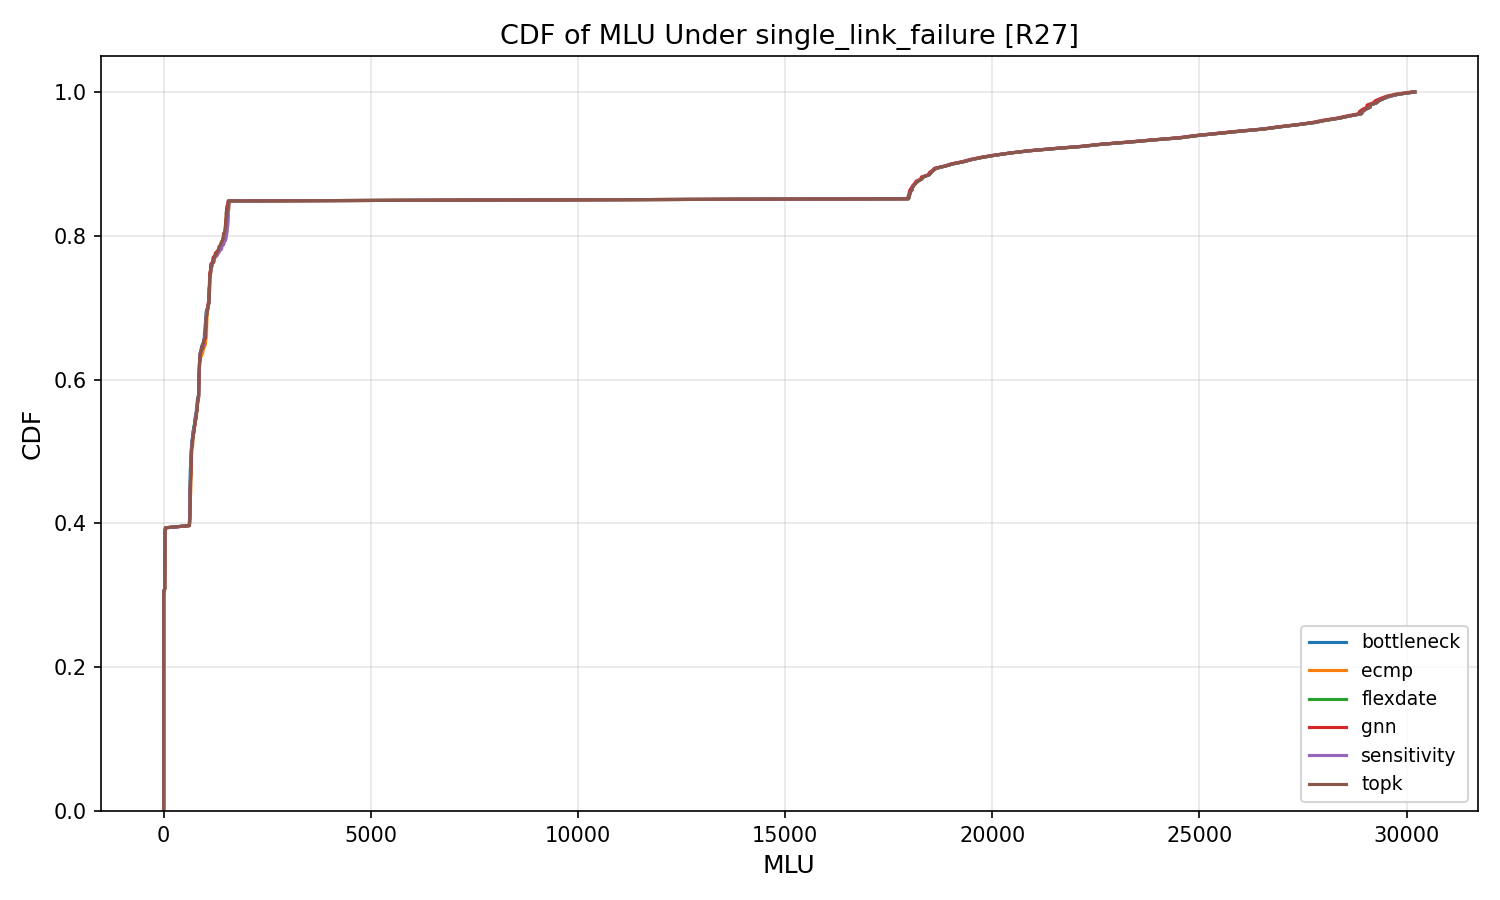 CDF of MLU Under single_link_failure [R27]
CDF
1.0
0.8
0.6
0.4
0.2
0.0
0
5000
10000
15000
20000
25000
30000
MLU
bottleneck
ecmp
flexdate
gnn
sensitivity
topk